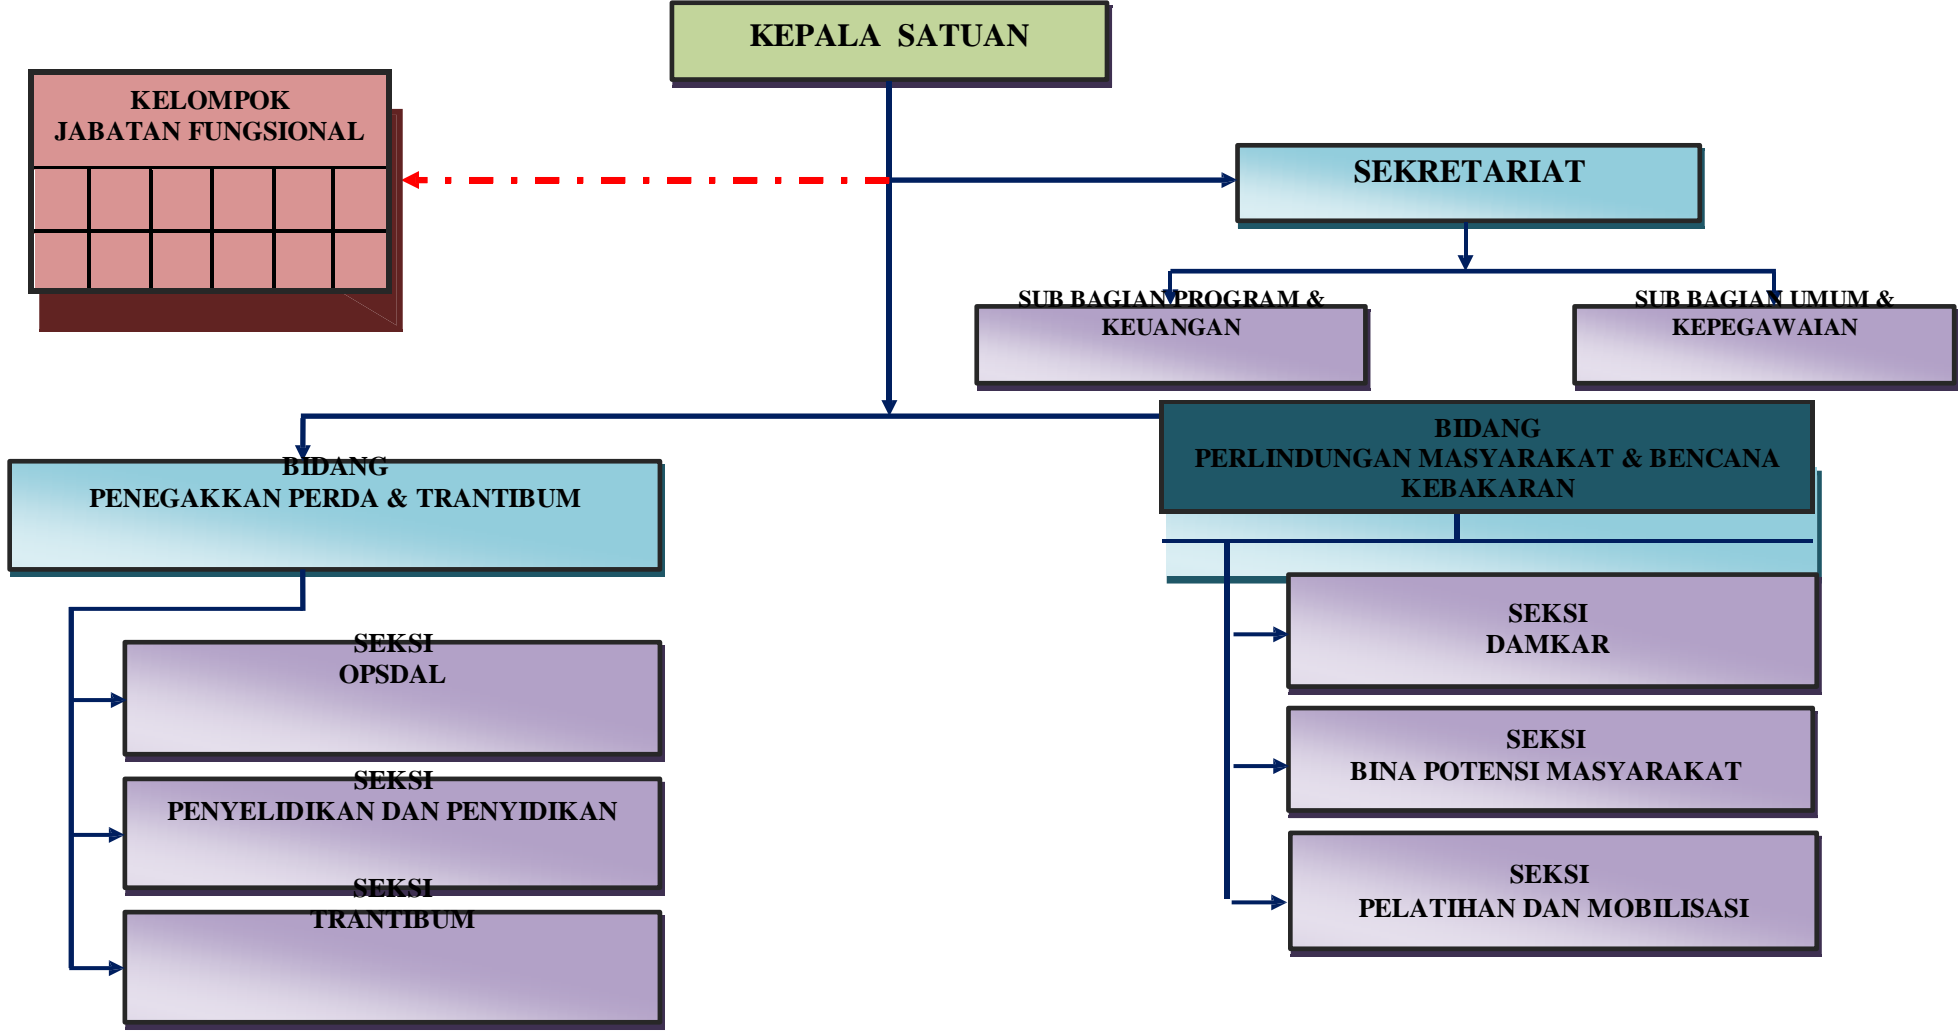 KEPALA SATUAN
KELOMPOK
JABATAN FUNGSIONAL
SEKRETARIAT
SUB BAGIAN PROGRAM &
KEUANGAN
SUB BAGIAN UMUM &
KEPEGAWAIAN
BIDANG
PENEGAKKAN PERDA & TRANTIBUM
BIDANG
PERLINDUNGAN MASYARAKAT & BENCANA
KEBAKARAN
SEKSI
OPSDAL
SEKSI
PENYELIDIKAN DAN PENYIDIKAN
SEKSI
TRANTIBUM
SEKSI
DAMKAR
SEKSI
BINA POTENSI MASYARAKAT
SEKSI
PELATIHAN DAN MOBILISASI